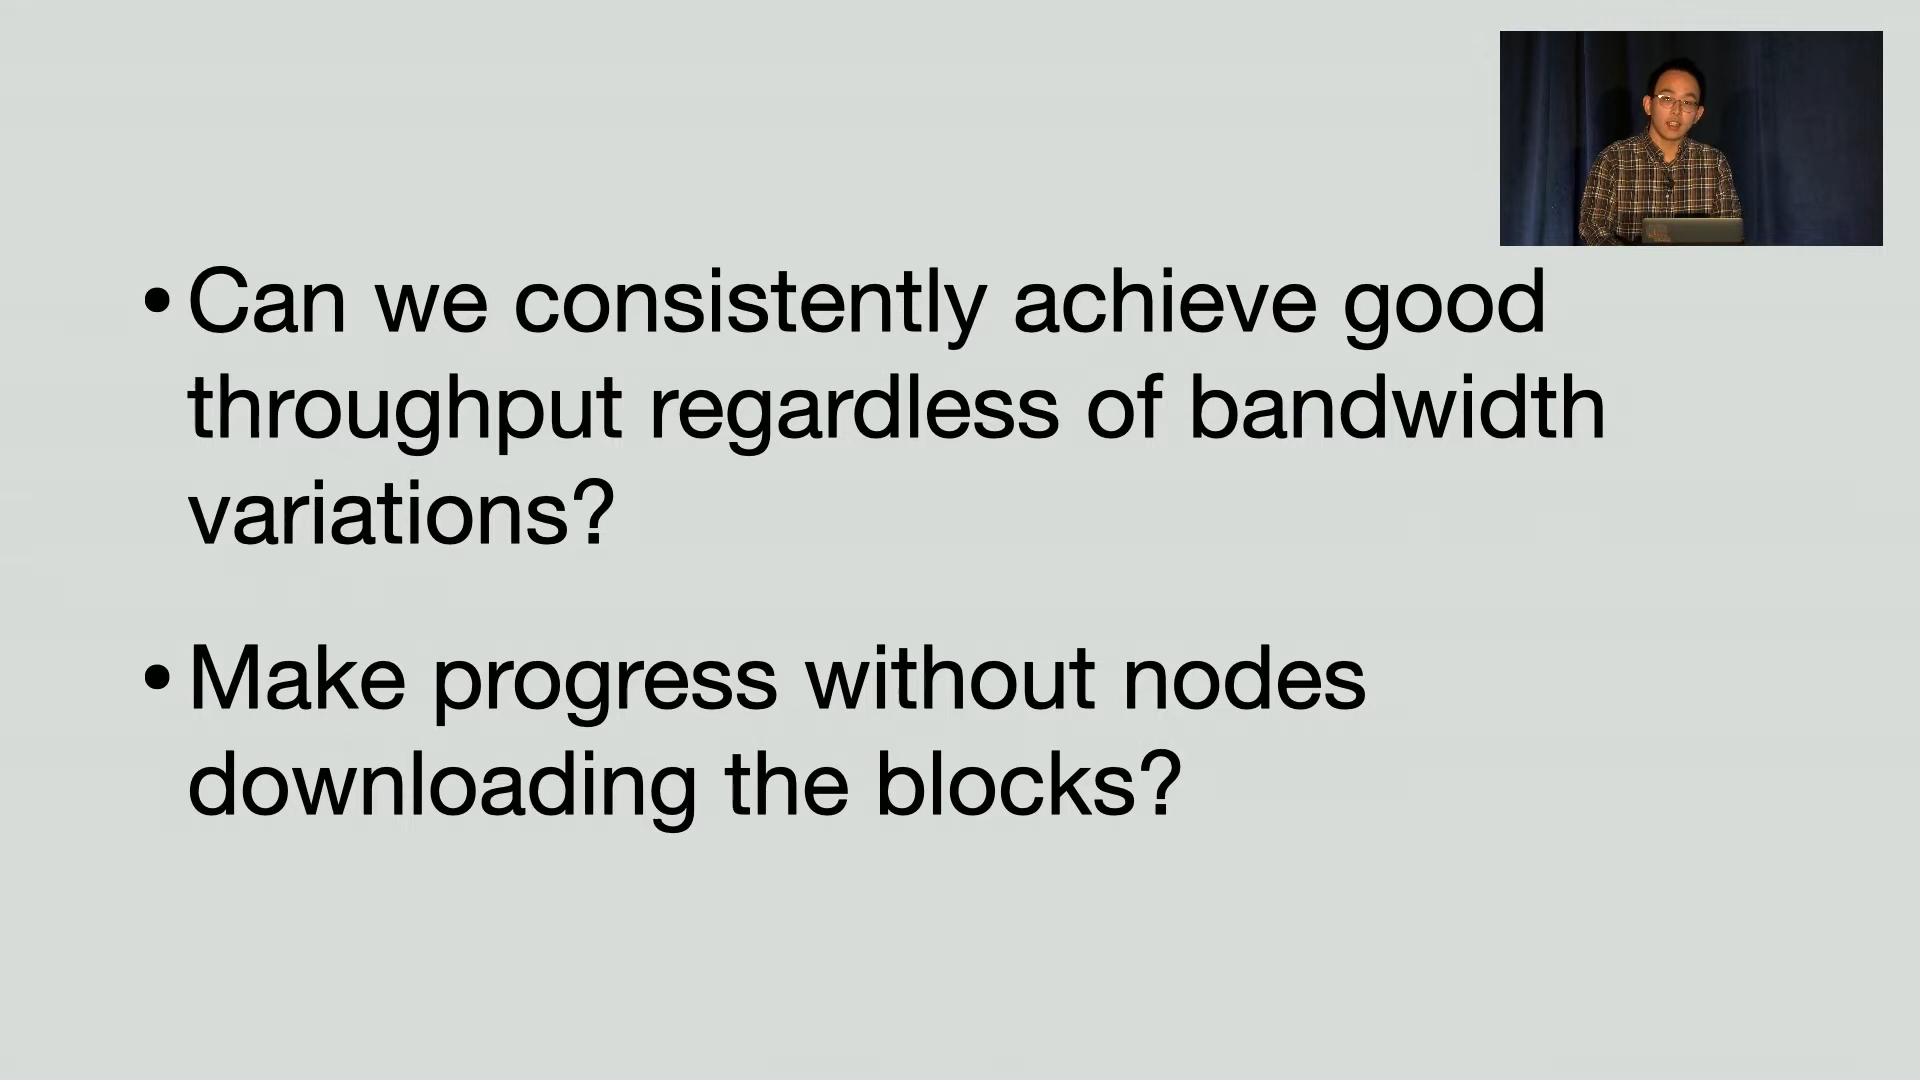 • Can we consistently achieve good
throughput regardless of bandwidth
variations?
• Make progress without nodes
downloading the blocks?